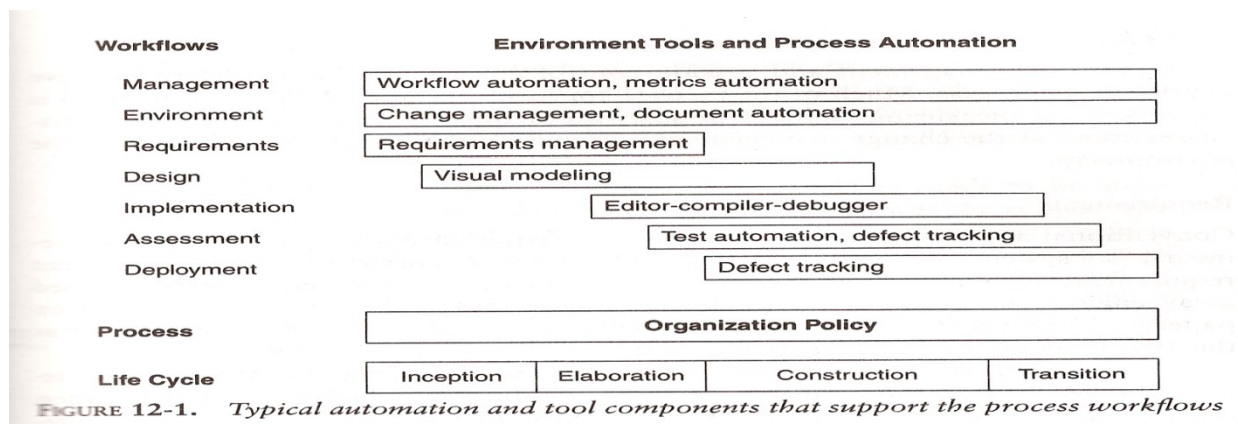 Workflows Environment Tools and Process Automation
Management Workflow automation, metrics automation
Environment Change management, document automation
Requirements Requirements management
Design Visual modeling
Implementation Editor-compiler-debugger
Assessment Test automation, defect tracking
Deployment Defect tracking
Process Organization Policy
Life Cycle Inception Elaboration Construction Transition
FIGURE 12-1. Typical automation and tool components that support the process workflows